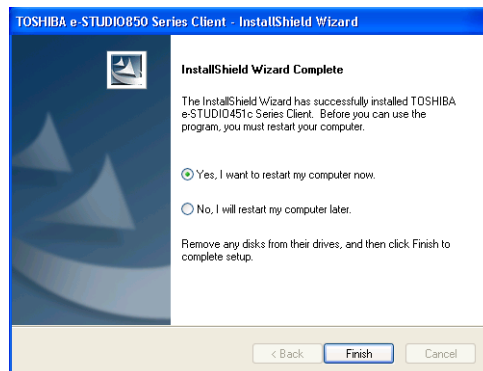 TOSHIBA e-STUDIO850 Series Client - InstallShield Wizard
InstallShield Wizard Complete
The InstallShield Wizard has successfully installed TOSHIBA
e-STUDIO451c Series Client. Before you can use the
program, you must restart your computer.
Yes, I want to restart my computer now.
No, I will restart my computer later.
Remove any disks from their drives, and then click Finish to
complete setup.
< Back Finish Cancel